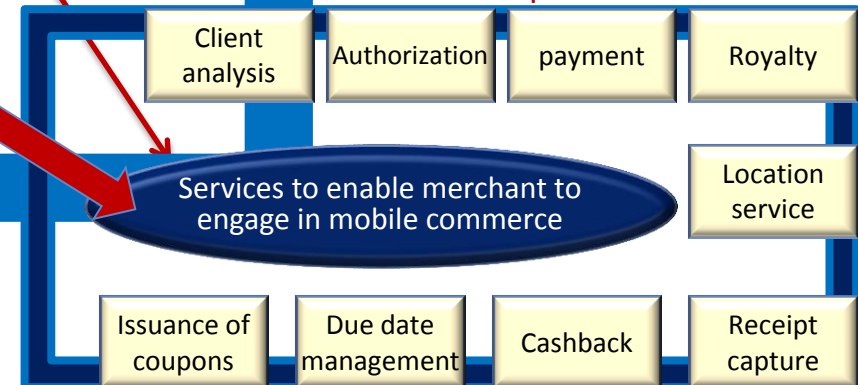 Client
analysis
Authorization
payment
Royalty
Services to enable merchant to
engage in mobile commerce
Location
service
Issuance of
coupons
Due date
management
Cashback
Receipt
capture